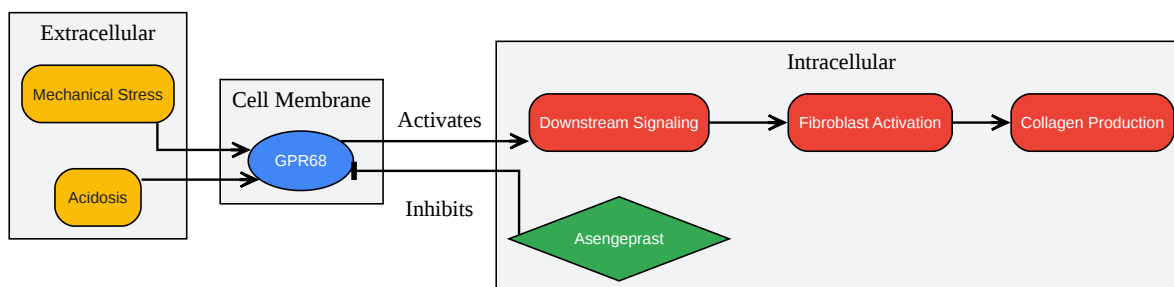 Extracellular
Mechanical Stress
Acidosis
Cell Membrane
GPR68
Activates
Inhibits
Intracellular
Downstream Signaling
Fibroblast Activation
Collagen Production
Asengeprast